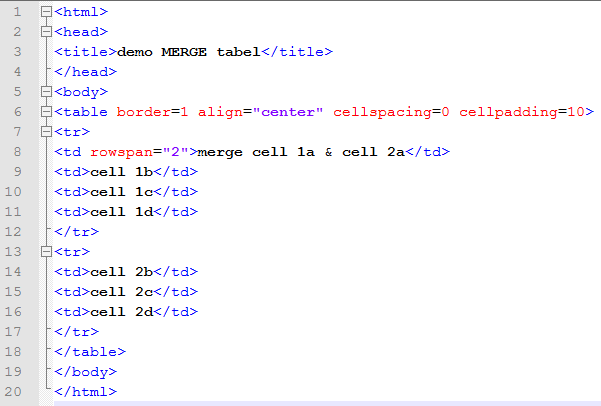 1 <html>
2 <head>
3 <title>demo MERGE tabel</title>
4 </head>
5 <body>
6 <table border=1 align="center" cellspacing=0 cellpadding=10>
7 <tr>
8 <td rowspan="2">merge cell 1a & cell 2a</td>
9 <td>cell 1b</td>
10 <td>cell 1c</td>
11 <td>cell 1d</td>
12 </tr>
13 <tr>
14 <td>cell 2b</td>
15 <td>cell 2c</td>
16 <td>cell 2d</td>
17 </tr>
18 </table>
19 </body>
20 </html>